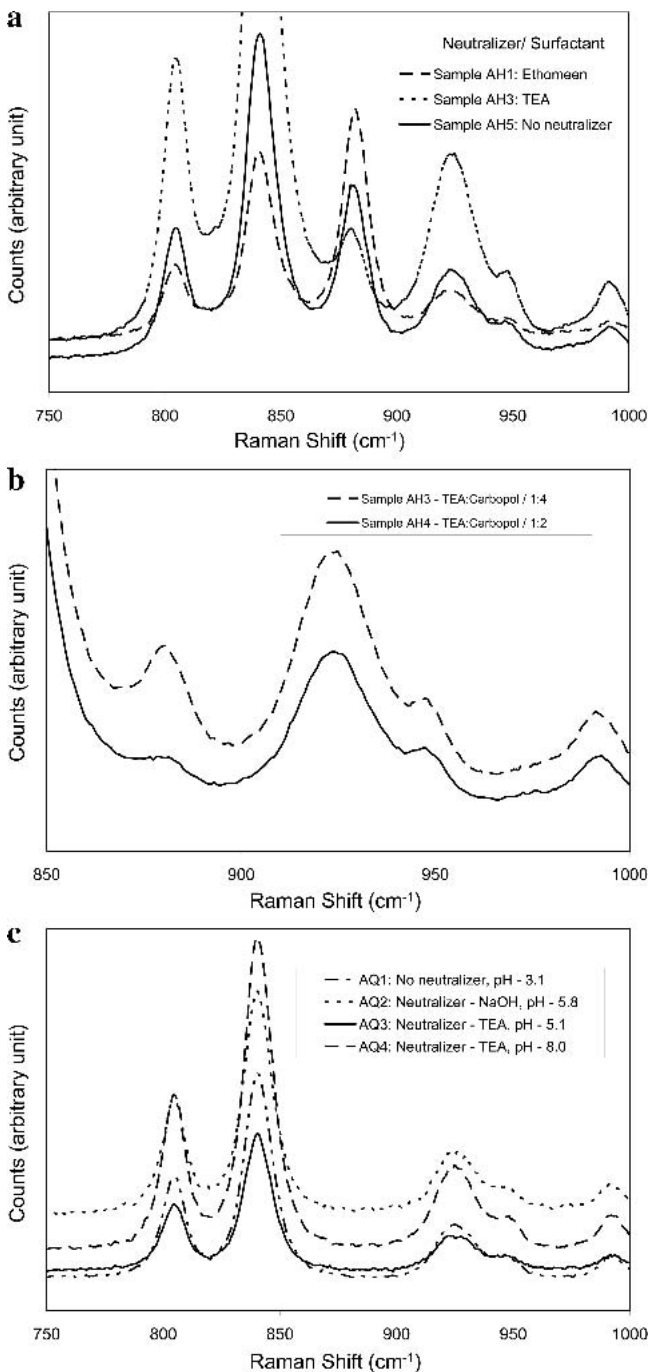 a
Neutralizer/ Surfactant
Sample AH1: Ethomeen
Sample AH3: TEA
Sample AH5: No neutralizer
Counts (arbitrary unit)
750 800 850 900 950 1000
Raman Shift (cm-1)
b
Sample AH3 - TEA:Carbopol / 1:4
Sample AH4 - TEA:Carbopol / 1:2
Counts (arbitrary unit)
850 900 950 1000
Raman Shift (cm-1)
c
AQ1: No neutralizer, pH - 3.1
AQ2: Neutralizer - NaOH, pH - 5.8
AQ3: Neutralizer - TEA, pH - 5.1
AQ4: Neutralizer - TEA, pH - 8.0
Counts (arbitrary unit)
750 800 850 900 950 1000
Raman Shift (cm-1)